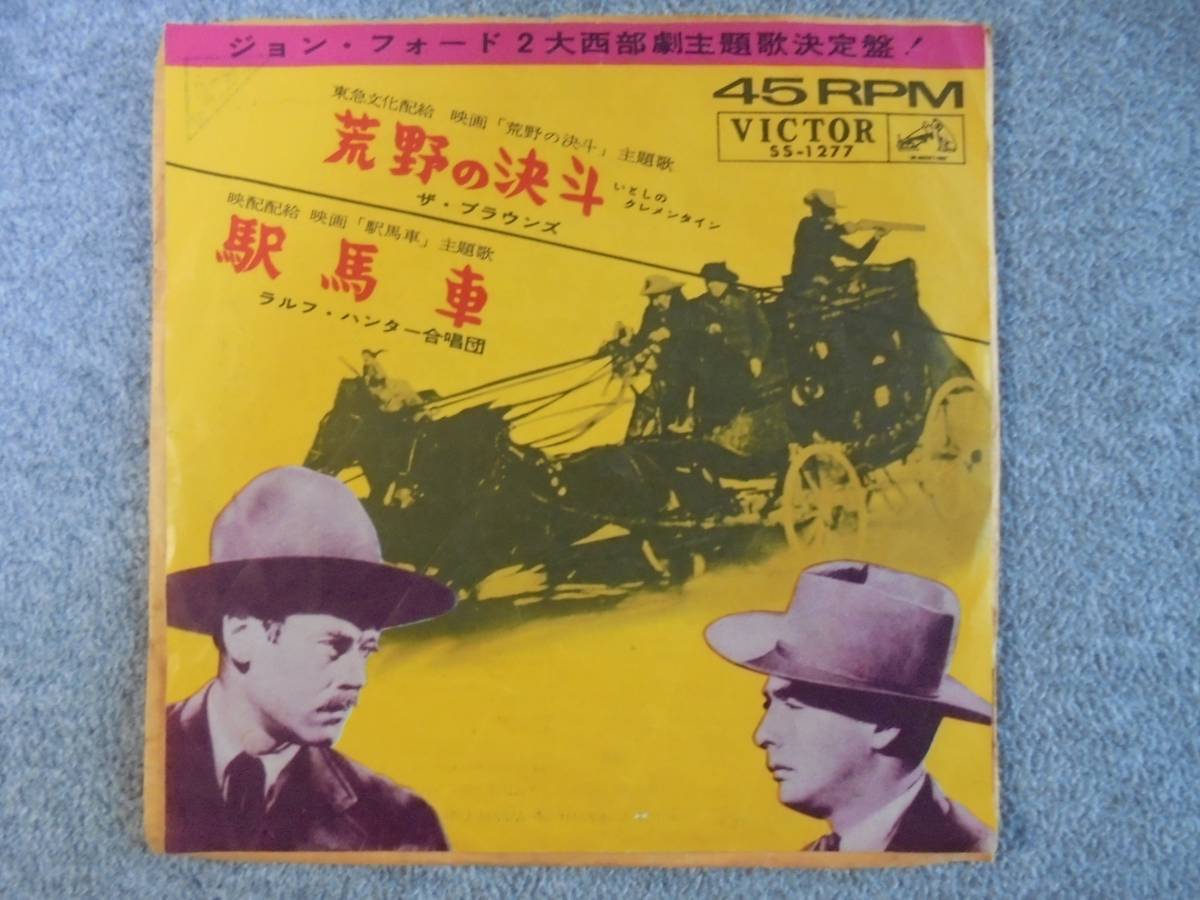 ジョン・フォード2大西部劇主題歌決定盤!
45 RPM
VICTOR
SS-1277
東急文化配給 映画「荒野の決斗」主題歌
荒野の決斗
いとしの
クレメンタイン
ザ・ブラウンズ
映配配給 映画「駅馬車」主題歌
駅馬車
ラルフ・ハンター合唱団